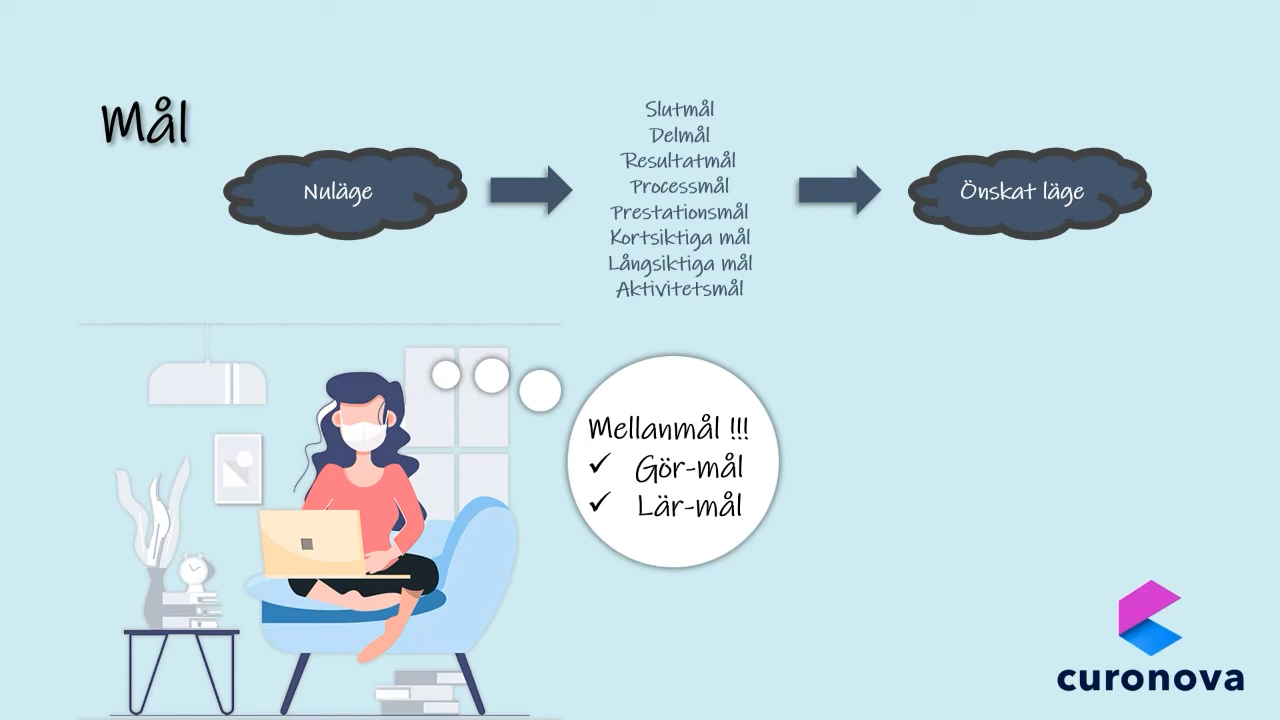 Mål
Nuläge
Slutmål
Delmål
Resultatmål
Processmål
Prestationsmål
Kortsiktiga mål
Långsiktiga mål
Aktivitetsmål
Önskat läge
Mellanmål !!!
✓ Gör-mål
✓ Lär-mål
curonova